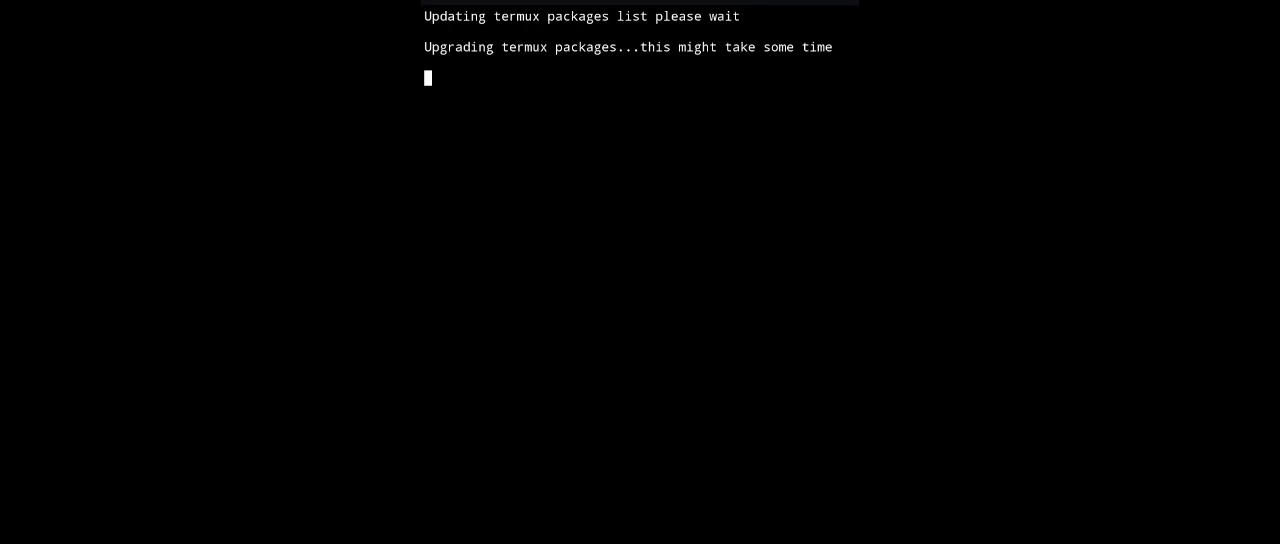 Updating termux packages list please wait
Upgrading termux packages...this might take some time